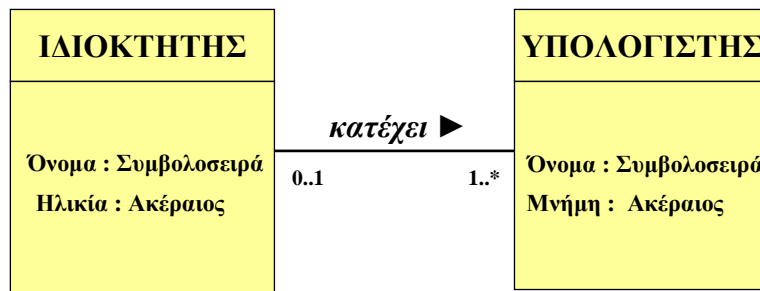 ΙΔΙΟΚΤΗΤΗΣ
Όνομα : Συμβολοσειρά
Ηλικία : Ακέραιος
κατέχει ►
0..1
1..*
ΥΠΟΛΟΓΙΣΤΗΣ
Όνομα : Συμβολοσειρά
Μνήμη : Ακέραιος